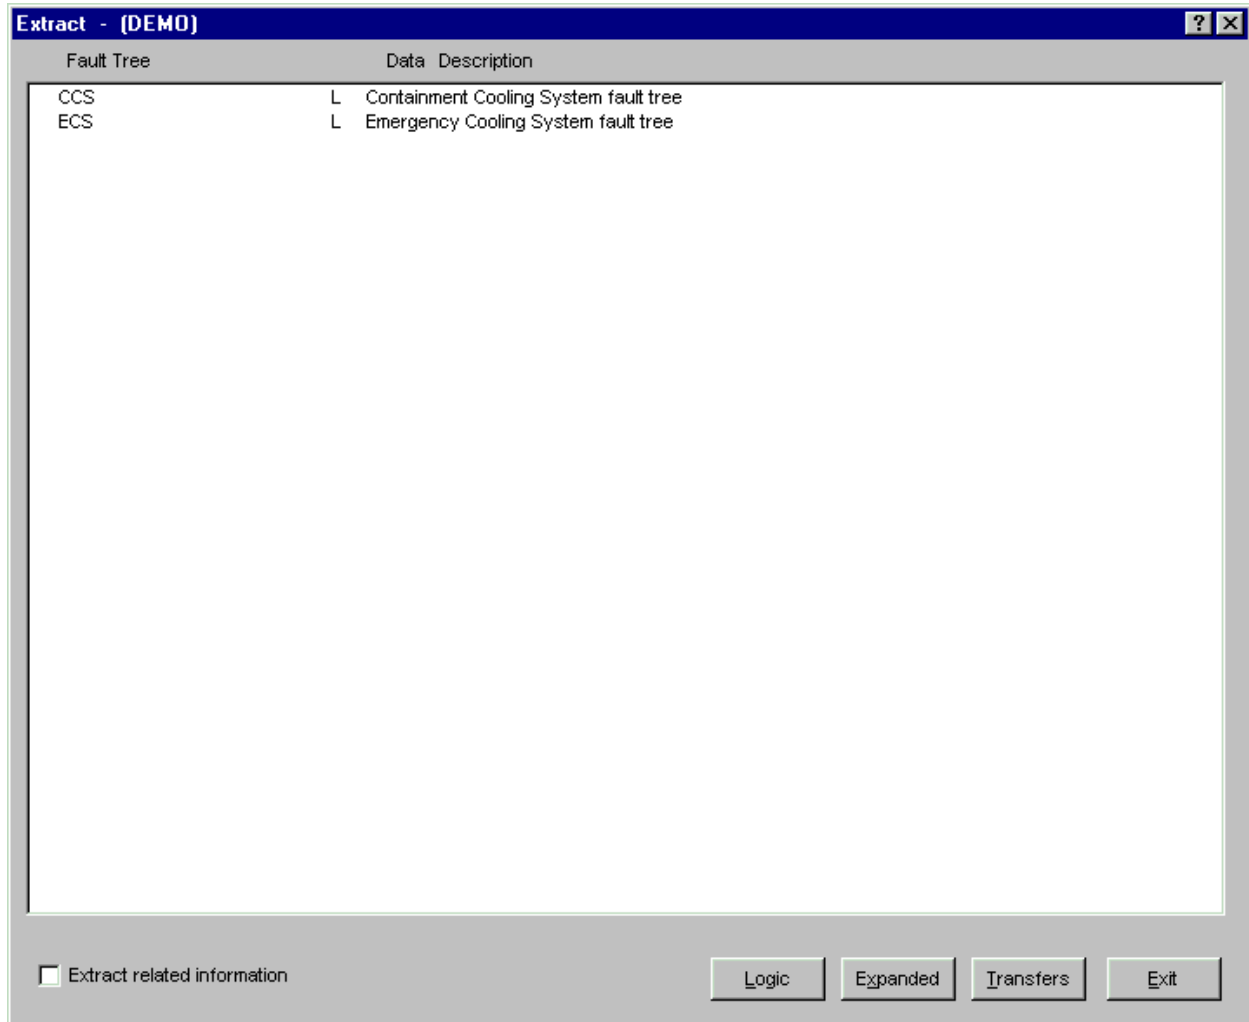 Extract - (DEMO)
Fault Tree Data Description
CCS L Containment Cooling System fault tree
ECS L Emergency Cooling System fault tree
Extract related information Logic Expanded Transfers Exit